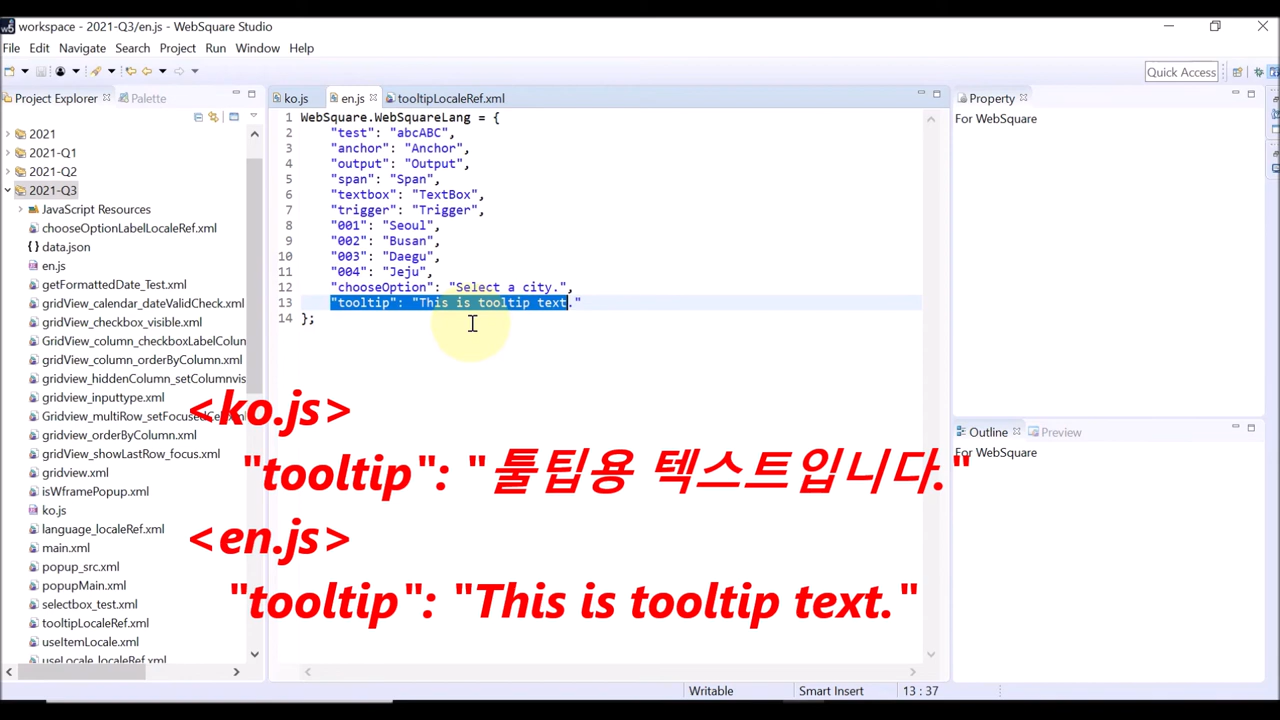 workspace - 2021-Q3/en.js - WebSquare Studio
File Edit Navigate Search Project Run Window Help
Quick Access
Project Explorer Palette
ko.js en.js tooltipLocaleRef.xml
Property
For WebSquare
2021
2021-Q1
2021-Q2
2021-Q3
JavaScript Resources
chooseOptionLabelLocaleRef.xml
data.json
en.js
getFormattedDate_Test.xml
gridView_calendar_dateValidCheck.xml
gridView_checkbox_visible.xml
GridView_column_checkboxLabelColumn
GridView_column_orderByColumn.xml
gridview_hiddenColumn_setColumnvis
gridview_inputtype.xml
Gridview_multiRow_setFocusedCell.xml
gridView_orderByColumn.xml
gridView_showLastRow_focus.xml
gridview.xml
isWframePopup.xml
ko.js
language_localeRef.xml
main.xml
popup_src.xml
popupMain.xml
selectbox_test.xml
tooltipLocaleRef.xml
useItemLocale.xml
useLocale_localeRef.xml
1 WebSquare.WebSquareLang = {
2 "test": "abcABC",
3 "anchor": "Anchor",
4 "output": "Output",
5 "span": "Span",
6 "textbox": "TextBox",
7 "trigger": "Trigger",
8 "001": "Seoul",
9 "002": "Busan",
10 "003": "Daegu",
11 "004": "Jeju",
12 "chooseOption": "Select a city.",
13 "tooltip": "This is tooltip text."
14 };
<ko.js>
"tooltip": "툴팁용 텍스트입니다."
<en.js>
"tooltip": "This is tooltip text."
Outline Preview
For WebSquare
Writable Smart Insert 13 : 37